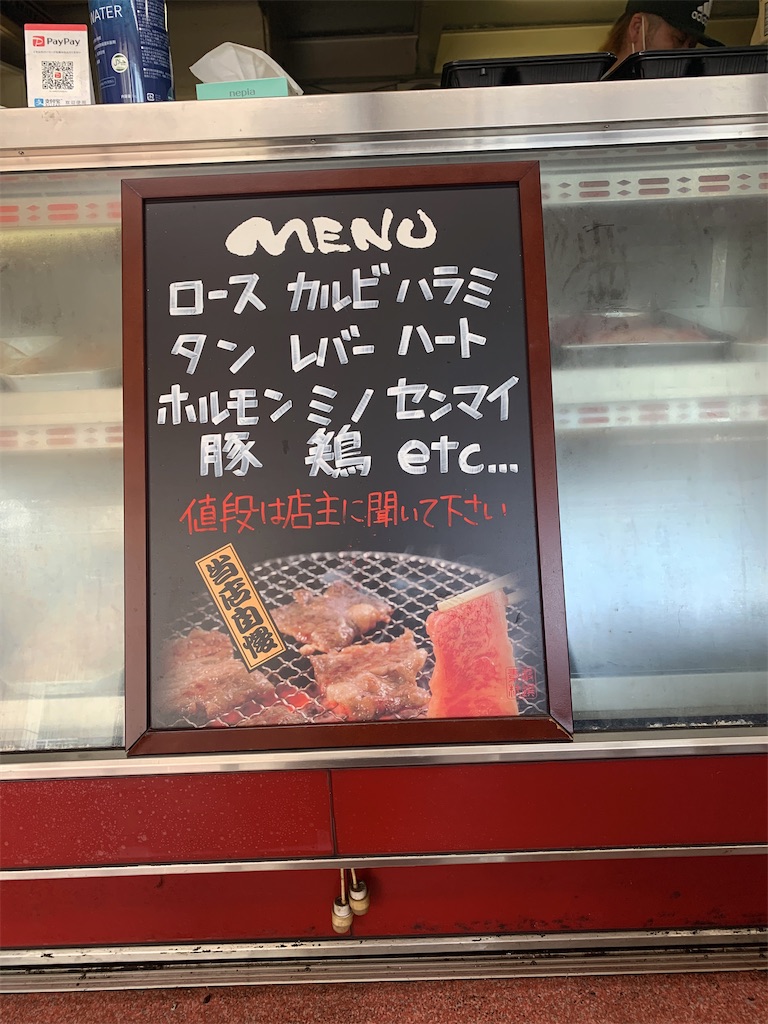 PayPay
WATER
nepia
MENU
ロース カルビ ハラミ
タン レバー ハート
ホルモン ミノ センマイ
豚 鶏 etc...
値段は店主に聞いて下さい
当店自慢